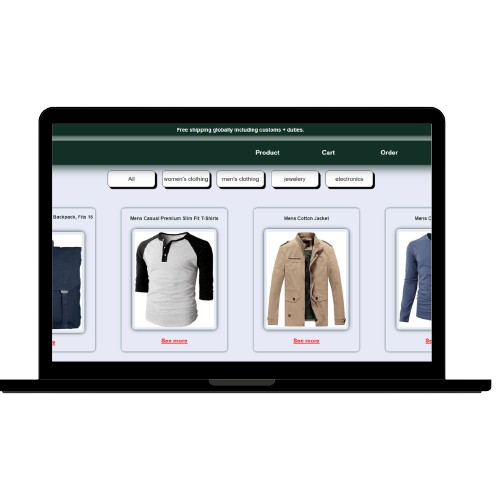 Free shipping globally including customs + duties.
Product Cart Order
All women's clothing men's clothing jewelery electronics
Backpack, Fits 15 Mens Casual Premium Slim Fit T-Shirts Mens Cotton Jacket Mens C
See more See more Se